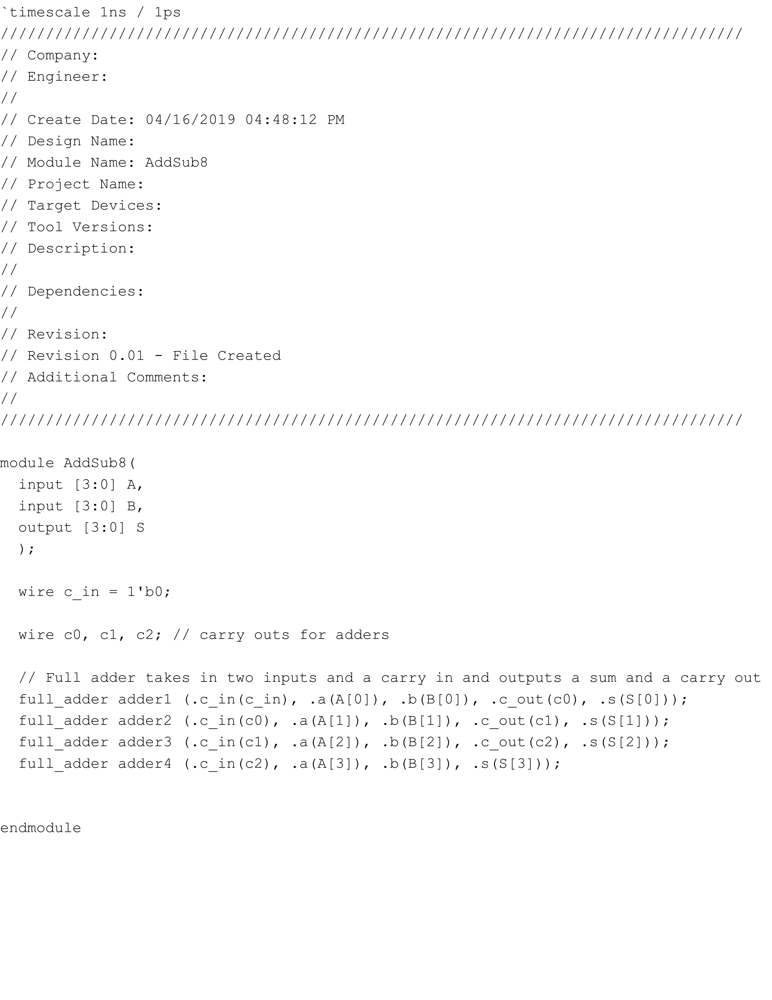 `timescale 1ns / 1ps
//////////////////////////////////////////////////////////////////////////////////
// Company:
// Engineer:
//
// Create Date: 04/16/2019 04:48:12 PM
// Design Name:
// Module Name: AddSub8
// Project Name:
// Target Devices:
// Tool Versions:
// Description:
//
// Dependencies:
//
// Revision:
// Revision 0.01 - File Created
// Additional Comments:
//
//////////////////////////////////////////////////////////////////////////////////
module AddSub8(
  input [3:0] A,
  input [3:0] B,
  output [3:0] S
  );
  wire c_in = 1'b0;
  wire c0, c1, c2; // carry outs for adders
  // Full adder takes in two inputs and a carry in and outputs a sum and a carry out
  full_adder adder1 (.c_in(c_in), .a(A[0]), .b(B[0]), .c_out(c0), .s(S[0]));
  full_adder adder2 (.c_in(c0), .a(A[1]), .b(B[1]), .c_out(c1), .s(S[1]));
  full_adder adder3 (.c_in(c1), .a(A[2]), .b(B[2]), .c_out(c2), .s(S[2]));
  full_adder adder4 (.c_in(c2), .a(A[3]), .b(B[3]), .s(S[3]));
endmodule